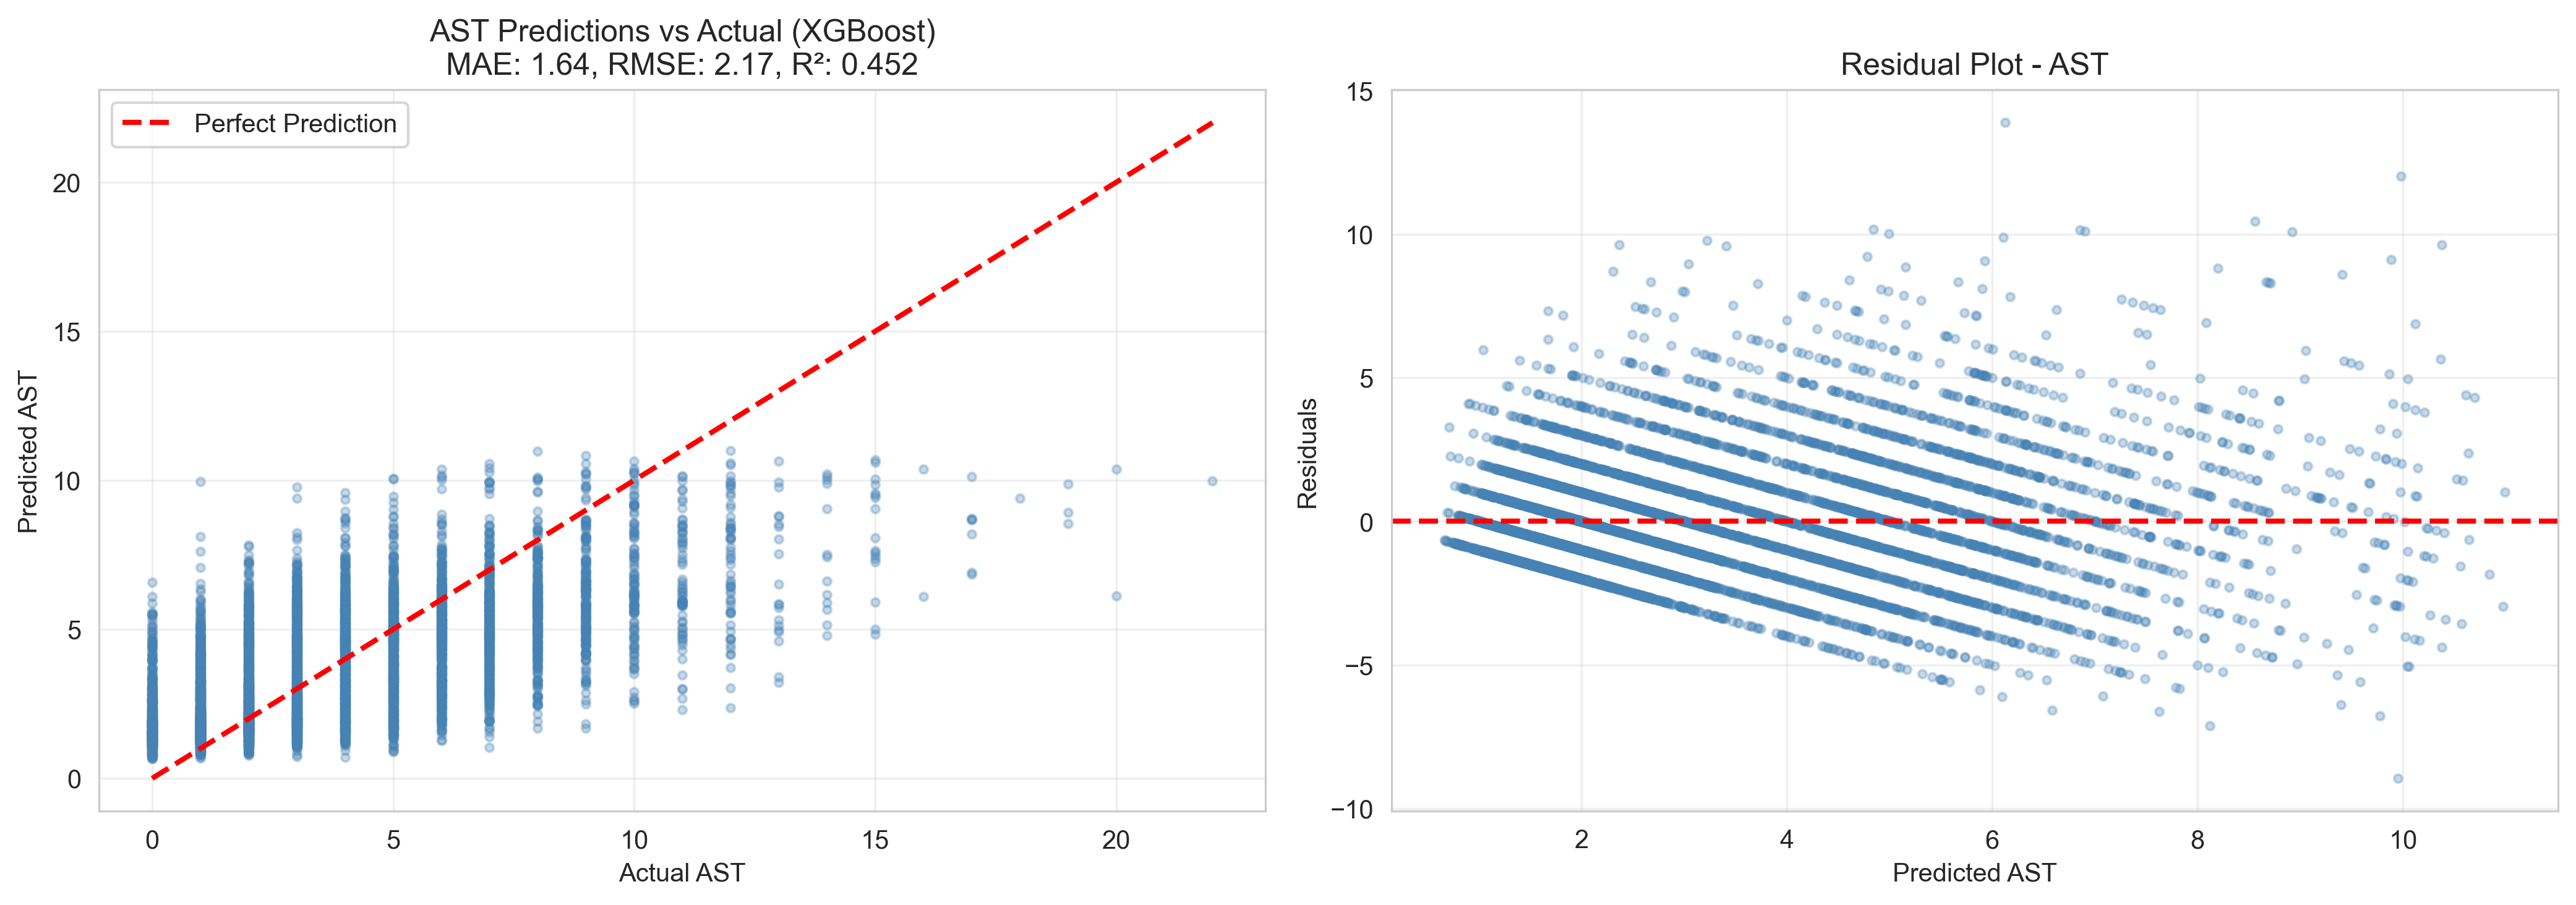 AST Predictions vs Actual (XGBoost)
MAE: 1.64, RMSE: 2.17, R²: 0.452
Perfect Prediction
Predicted AST
20
15
10
5
0
0
5
10
15
20
Actual AST
Residual Plot - AST
Residuals
15
10
5
0
−5
−10
2
4
6
8
10
Predicted AST